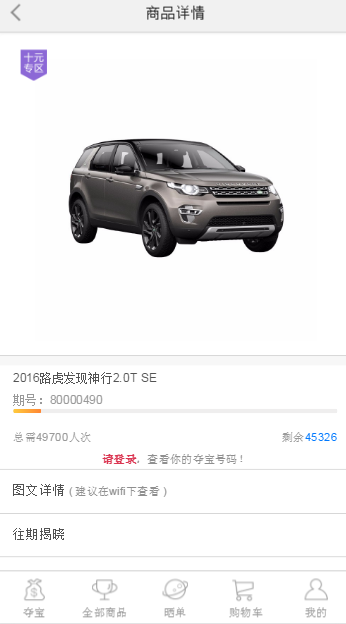 商品详情
十元
专区
2016路虎发现神行2.0T SE
期号：80000490
总需49700人次 剩余45326
请登录，查看你的夺宝号码！
图文详情（建议在wifi下查看）
往期揭晓
夺宝 全部商品 晒单 购物车 我的